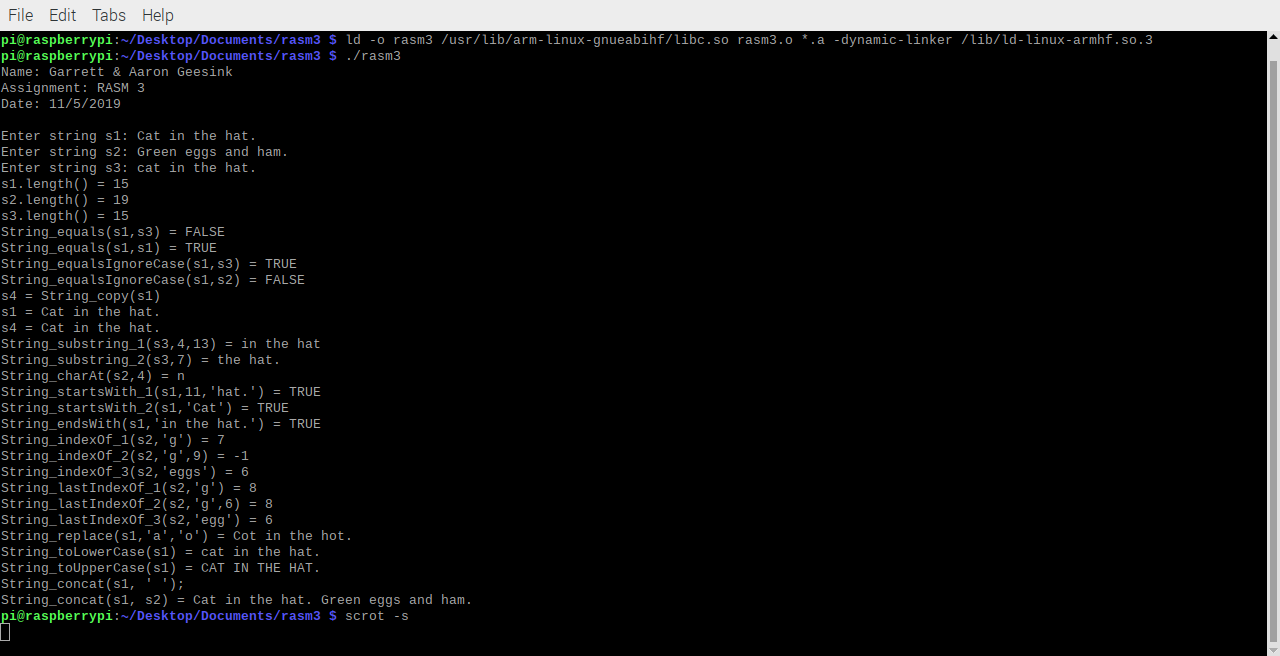 File Edit Tabs Help
pi@raspberrypi:~/Desktop/Documents/rasm3 $ ld -o rasm3 /usr/lib/arm-linux-gnueabihf/libc.so rasm3.o *.a -dynamic-linker /lib/ld-linux-armhf.so.3
pi@raspberrypi:~/Desktop/Documents/rasm3 $ ./rasm3
Name: Garrett & Aaron Geesink
Assignment: RASM 3
Date: 11/5/2019
Enter string s1: Cat in the hat.
Enter string s2: Green eggs and ham.
Enter string s3: cat in the hat.
s1.length() = 15
s2.length() = 19
s3.length() = 15
String_equals(s1,s3) = FALSE
String_equals(s1,s1) = TRUE
String_equalsIgnoreCase(s1,s3) = TRUE
String_equalsIgnoreCase(s1,s2) = FALSE
s4 = String_copy(s1)
s1 = Cat in the hat.
s4 = Cat in the hat.
String_substring_1(s3,4,13) = in the hat
String_substring_2(s3,7) = the hat.
String_charAt(s2,4) = n
String_startsWith_1(s1,11,'hat.') = TRUE
String_startsWith_2(s1,'Cat') = TRUE
String_endsWith(s1,'in the hat.') = TRUE
String_indexOf_1(s2,'g') = 7
String_indexOf_2(s2,'g',9) = -1
String_indexOf_3(s2,'eggs') = 6
String_lastIndexOf_1(s2,'g') = 8
String_lastIndexOf_2(s2,'g',6) = 8
String_lastIndexOf_3(s2,'egg') = 6
String_replace(s1,'a','o') = Cot in the hot.
String_toLowerCase(s1) = cat in the hat.
String_toUpperCase(s1) = CAT IN THE HAT.
String_concat(s1, ' ');
String_concat(s1, s2) = Cat in the hat. Green eggs and ham.
pi@raspberrypi:~/Desktop/Documents/rasm3 $ scrot -s